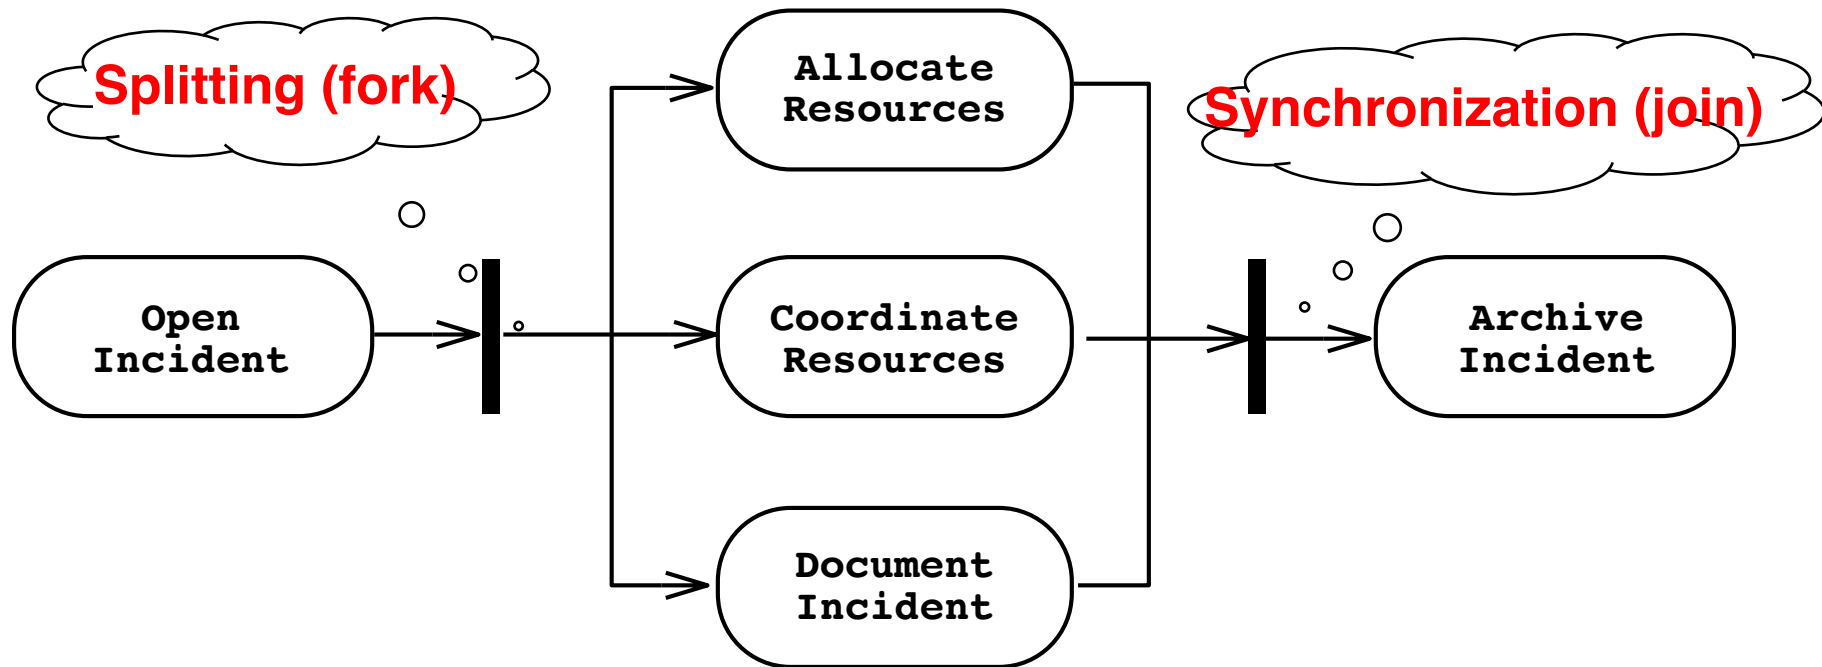 Splitting (fork)
Allocate
Resources
Synchronization (join)
Open
Incident
Coordinate
Resources
Archive
Incident
Document
Incident